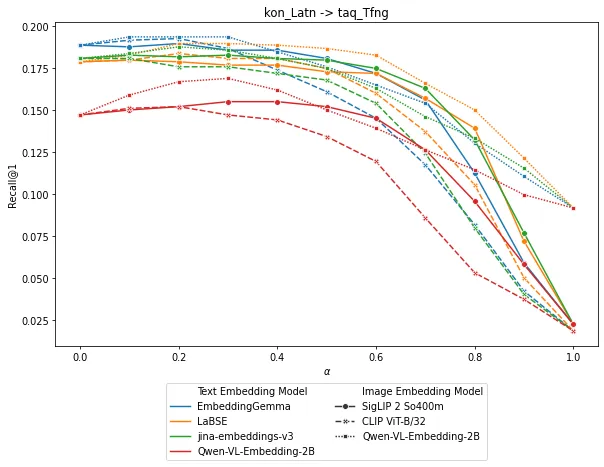 kon_Latn -> taq_Tfng
Recall@1
0.200
0.175
0.150
0.125
0.100
0.075
0.050
0.025
0.0 0.2 0.4 0.6 0.8 1.0
α
Text Embedding Model Image Embedding Model
EmbeddingGemma SigLIP 2 So400m
LaBSE CLIP ViT-B/32
jina-embeddings-v3 Qwen-VL-Embedding-2B
Qwen-VL-Embedding-2B